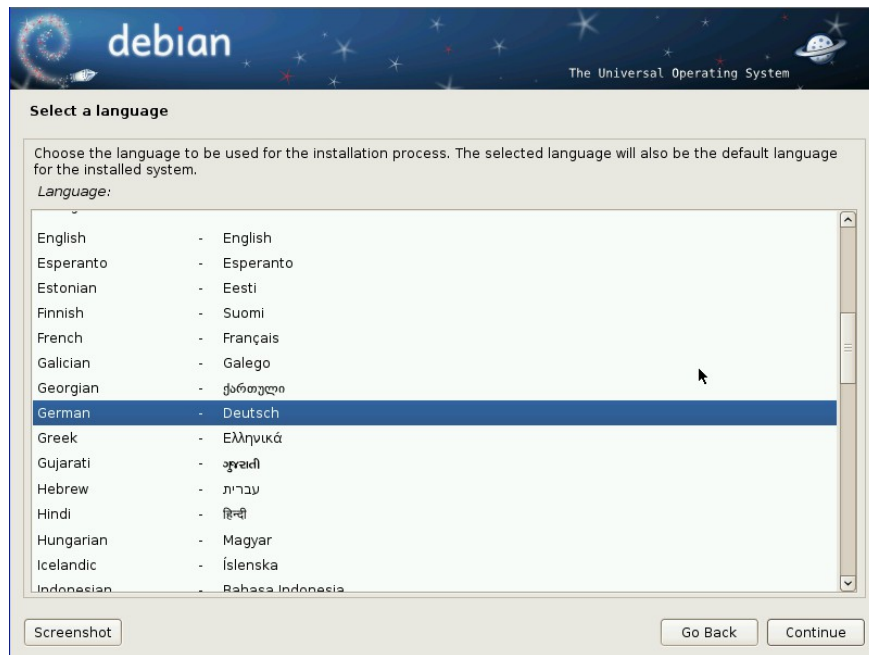 debian
The Universal Operating System
Select a language
Choose the language to be used for the installation process. The selected language will also be the default language
for the installed system.
Language:
English - English
Esperanto - Esperanto
Estonian - Eesti
Finnish - Suomi
French - Français
Galician - Galego
Georgian - ქართული
German - Deutsch
Greek - Ελληνικά
Gujarati - ગુજરાતી
Hebrew - עברית
Hindi - हिन्दी
Hungarian - Magyar
Icelandic - Íslenska
Indonesian - Bahasa Indonesia
Screenshot Go Back Continue